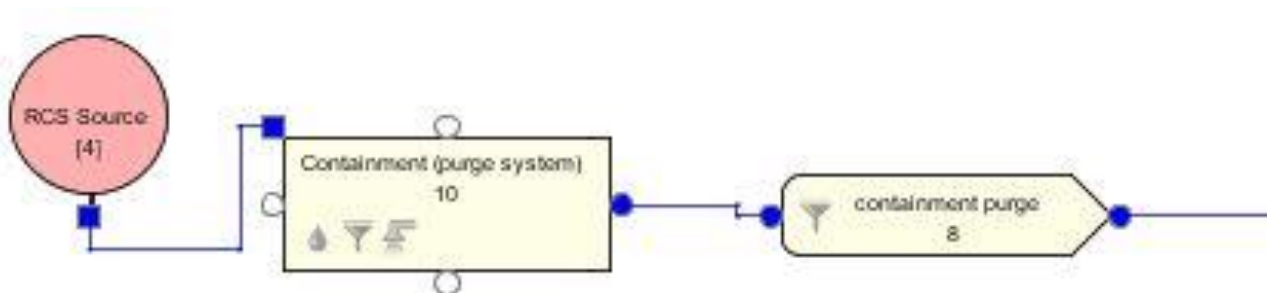 RCS Source
[4]
Containment (purge system)
10
containment purge
8